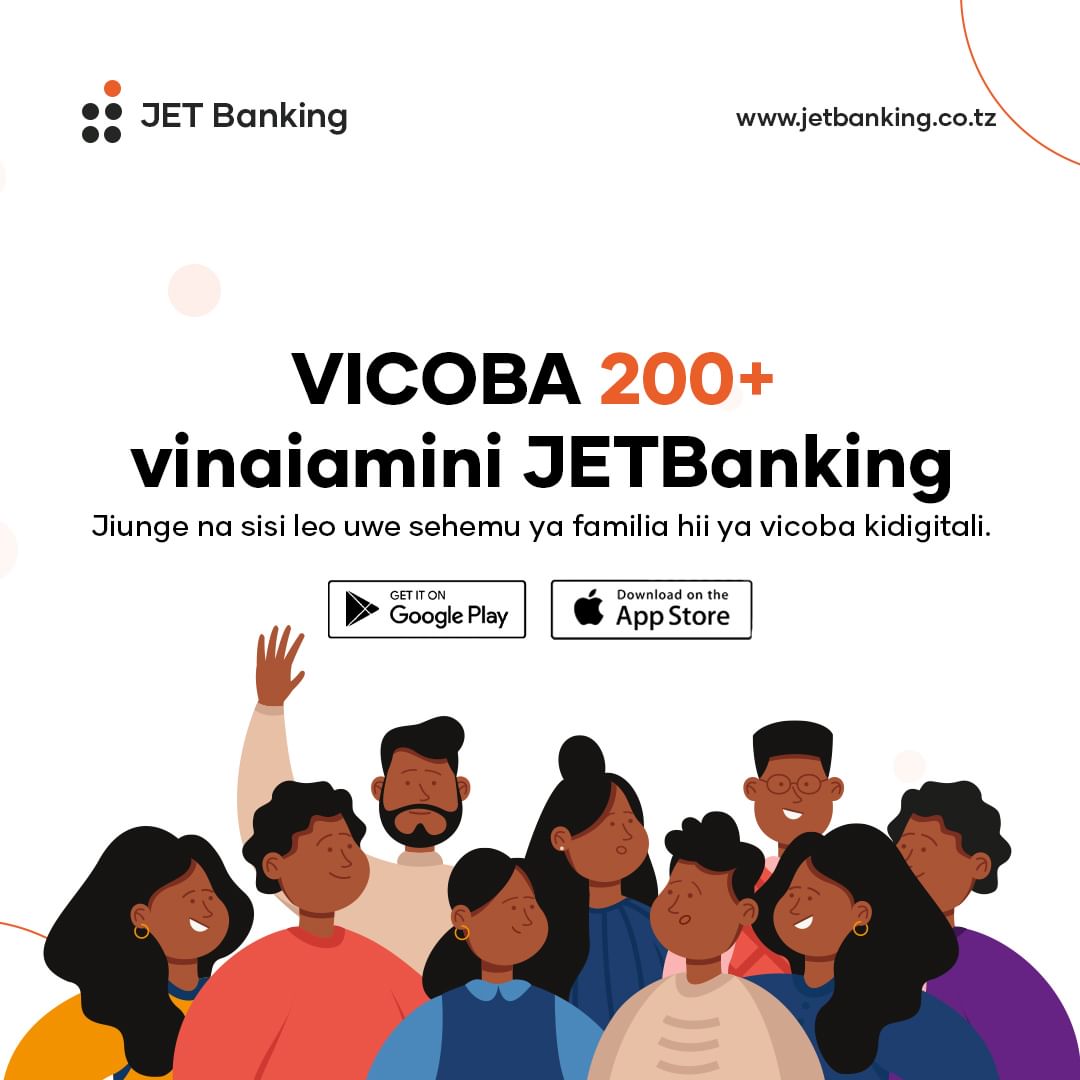 JET Banking
www.jetbanking.co.tz
VICOBA 200+
vinaiamini JETBanking
Jiunge na sisi leo uwe sehemu ya familia hii ya vicoba kidigitali.
GET IT ON
Google Play
Download on the
App Store